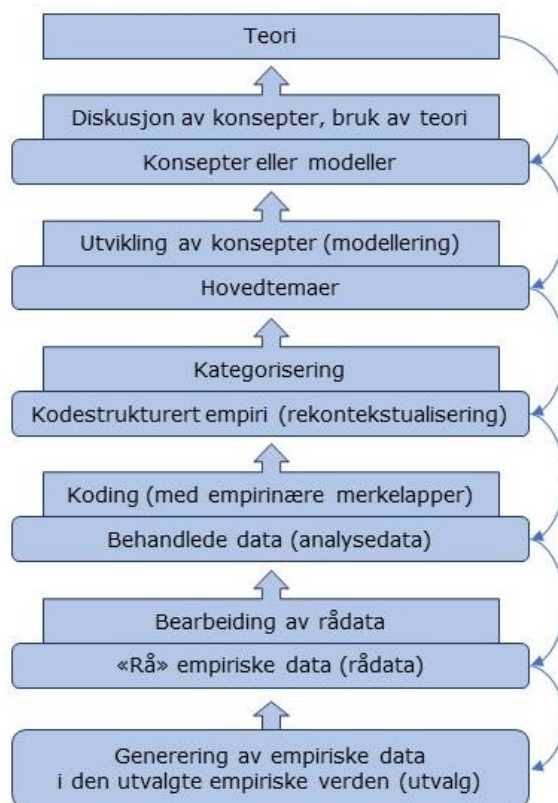 Teori
Diskusjon av konsepter, bruk av teori
Konsepter eller modeller
Utvikling av konsepter (modellering)
Hovedtemaer
Kategorisering
Kodestrukturert empiri (rekontekstualisering)
Koding (med empirinære merkelapper)
Behandlede data (analysedata)
Bearbeiding av rådata
«Rå» empiriske data (rådata)
Generering av empiriske data
i den utvalgte empiriske verden (utvalg)